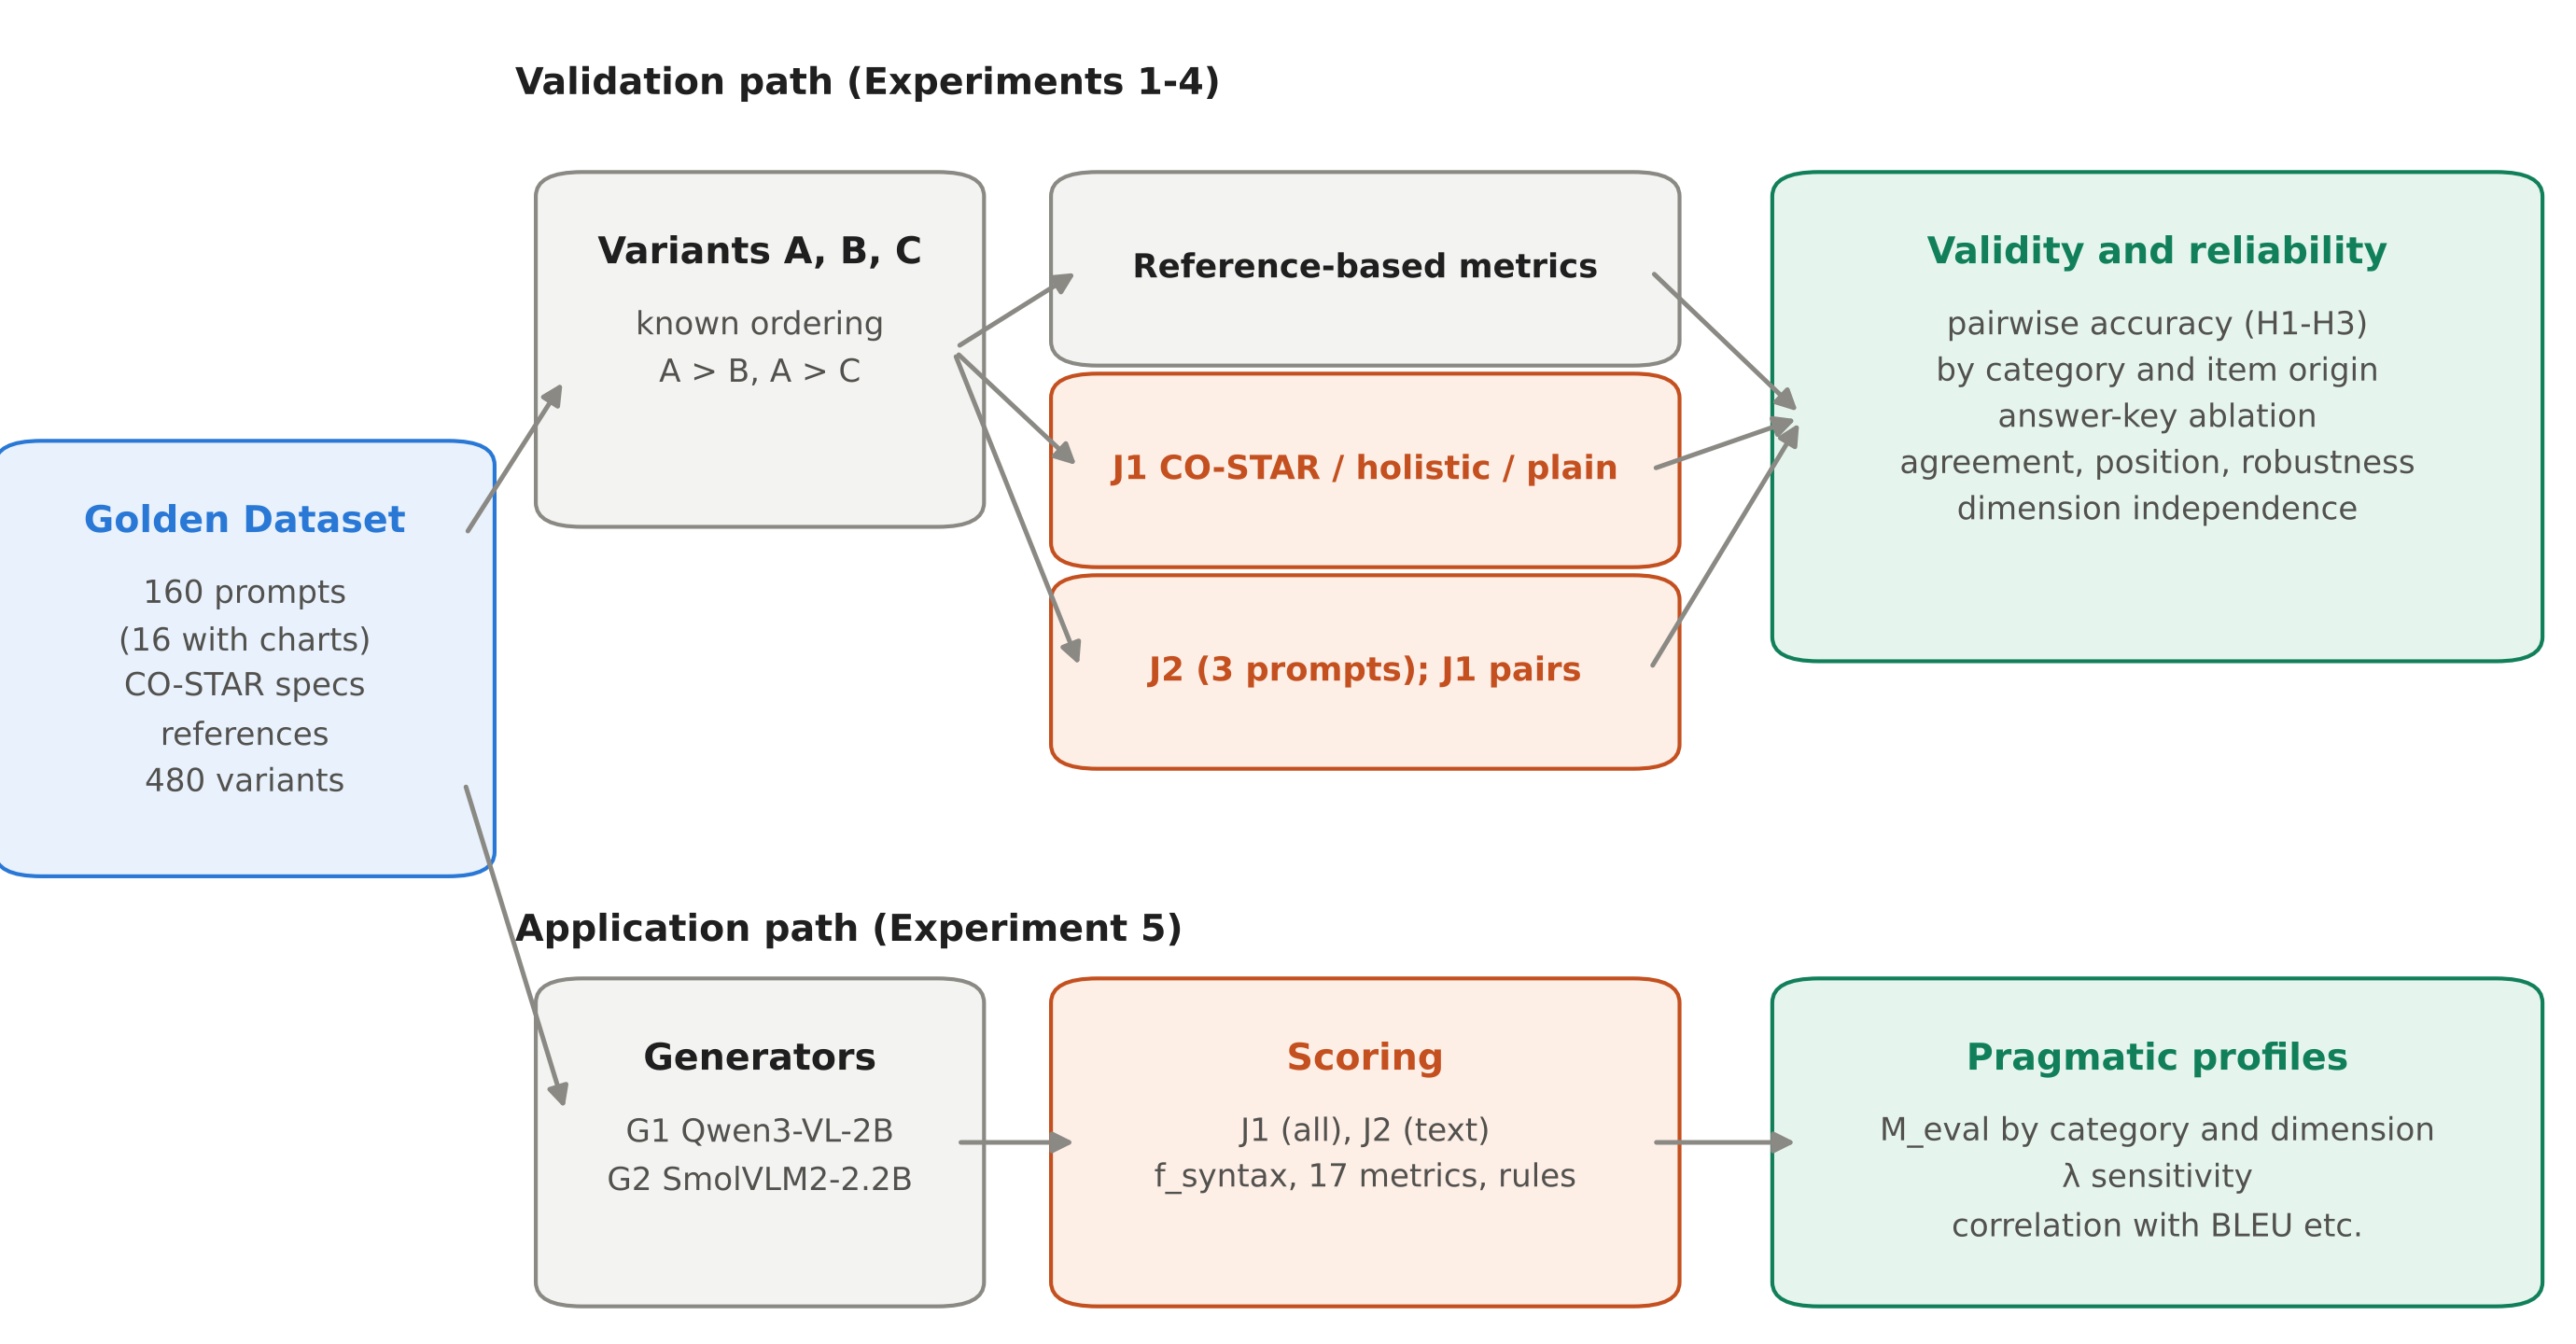 Validation path (Experiments 1-4)
Golden Dataset
160 prompts
(16 with charts)
CO-STAR specs
references
480 variants
Variants A, B, C
known ordering
A > B, A > C
Reference-based metrics
J1 CO-STAR / holistic / plain
J2 (3 prompts); J1 pairs
Validity and reliability
pairwise accuracy (H1-H3)
by category and item origin
answer-key ablation
agreement, position, robustness
dimension independence
Application path (Experiment 5)
Generators
G1 Qwen3-VL-2B
G2 SmolVLM2-2.2B
Scoring
J1 (all), J2 (text)
f_syntax, 17 metrics, rules
Pragmatic profiles
M_eval by category and dimension
λ sensitivity
correlation with BLEU etc.